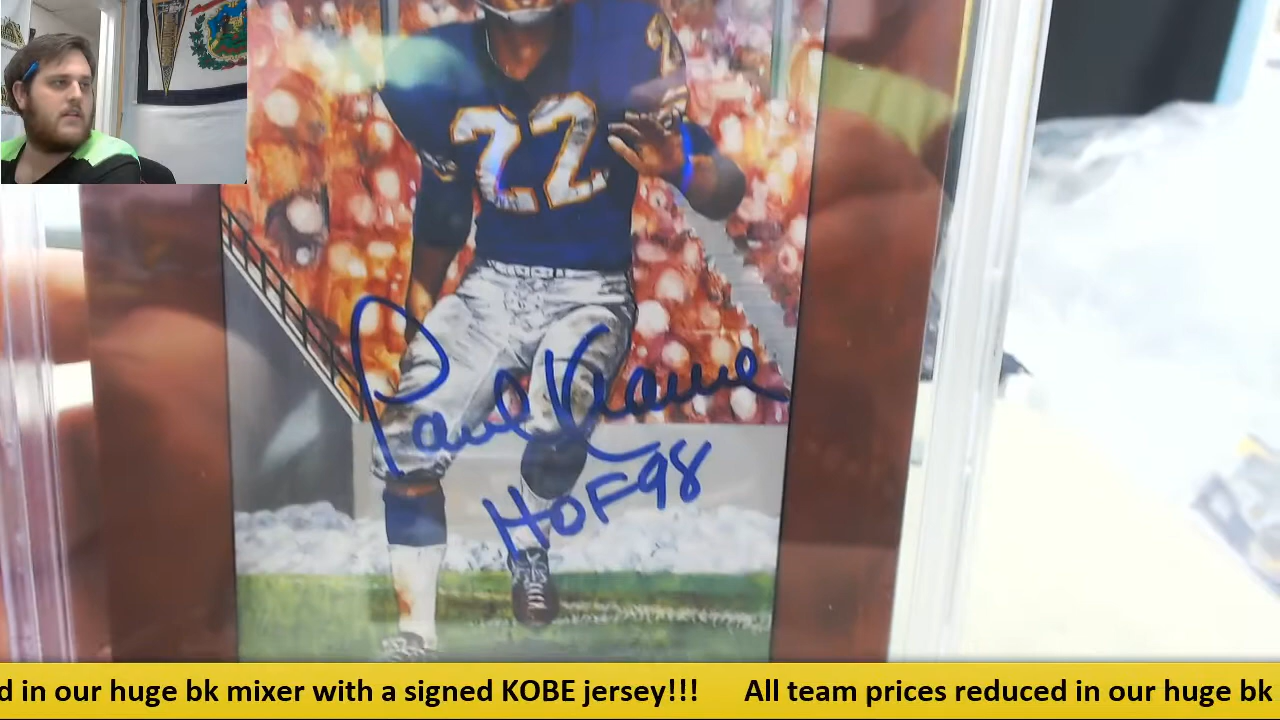 22
Paul Krause
HOF 98
d in our huge bk mixer with a signed KOBE jersey!!! All team prices reduced in our huge bk